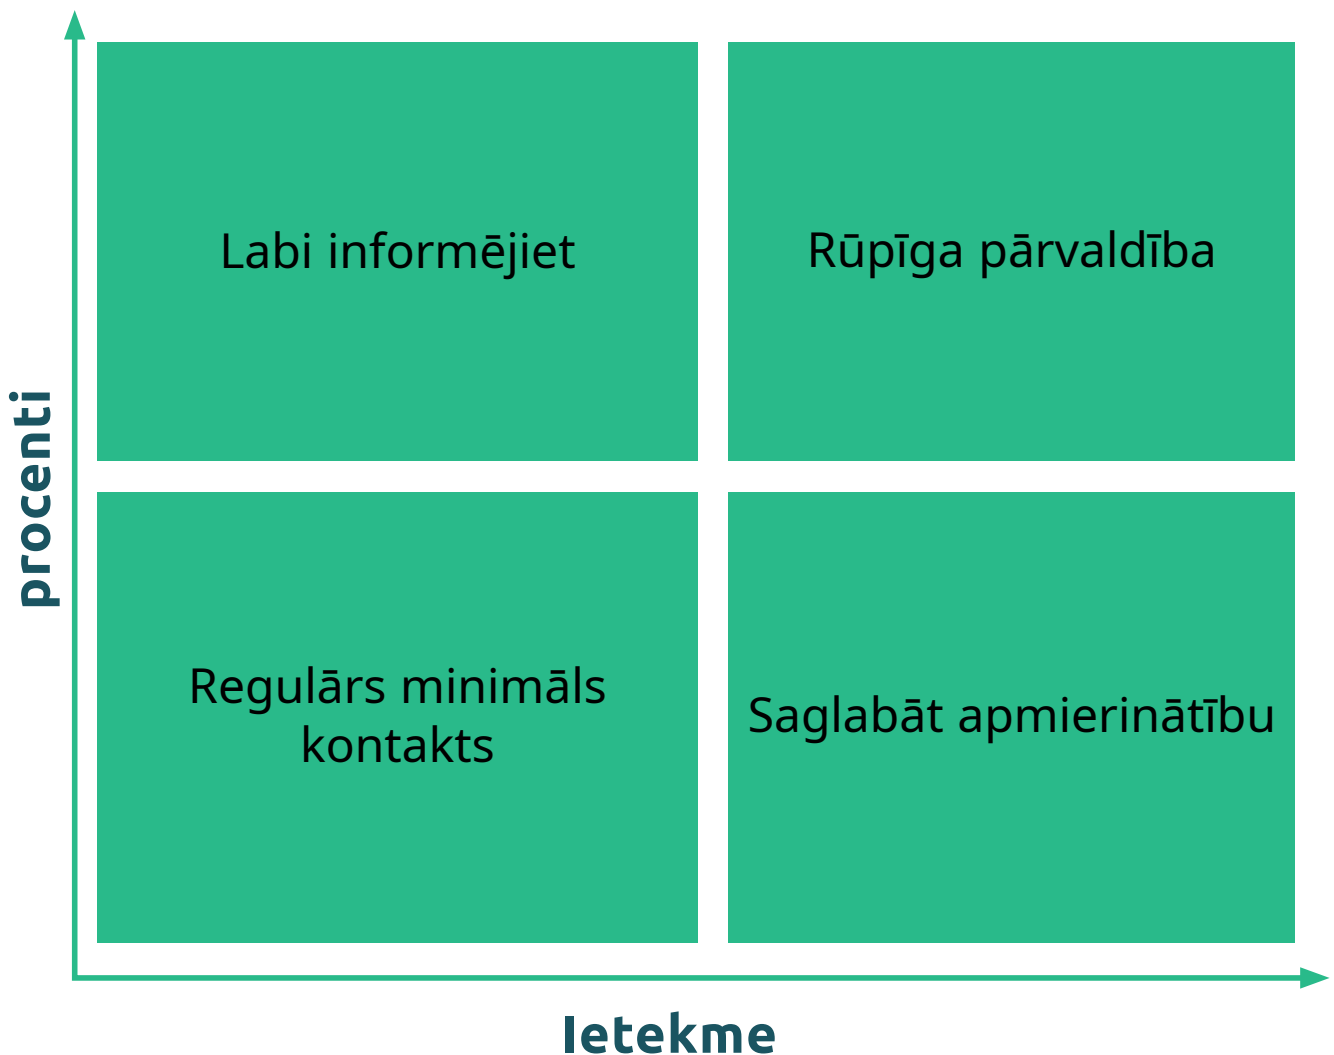 Labi informējiet
Rūpīga pārvaldība
procenti
Regulārs minimāls
kontakts
Saglabāt apmierinātību
Ietekme